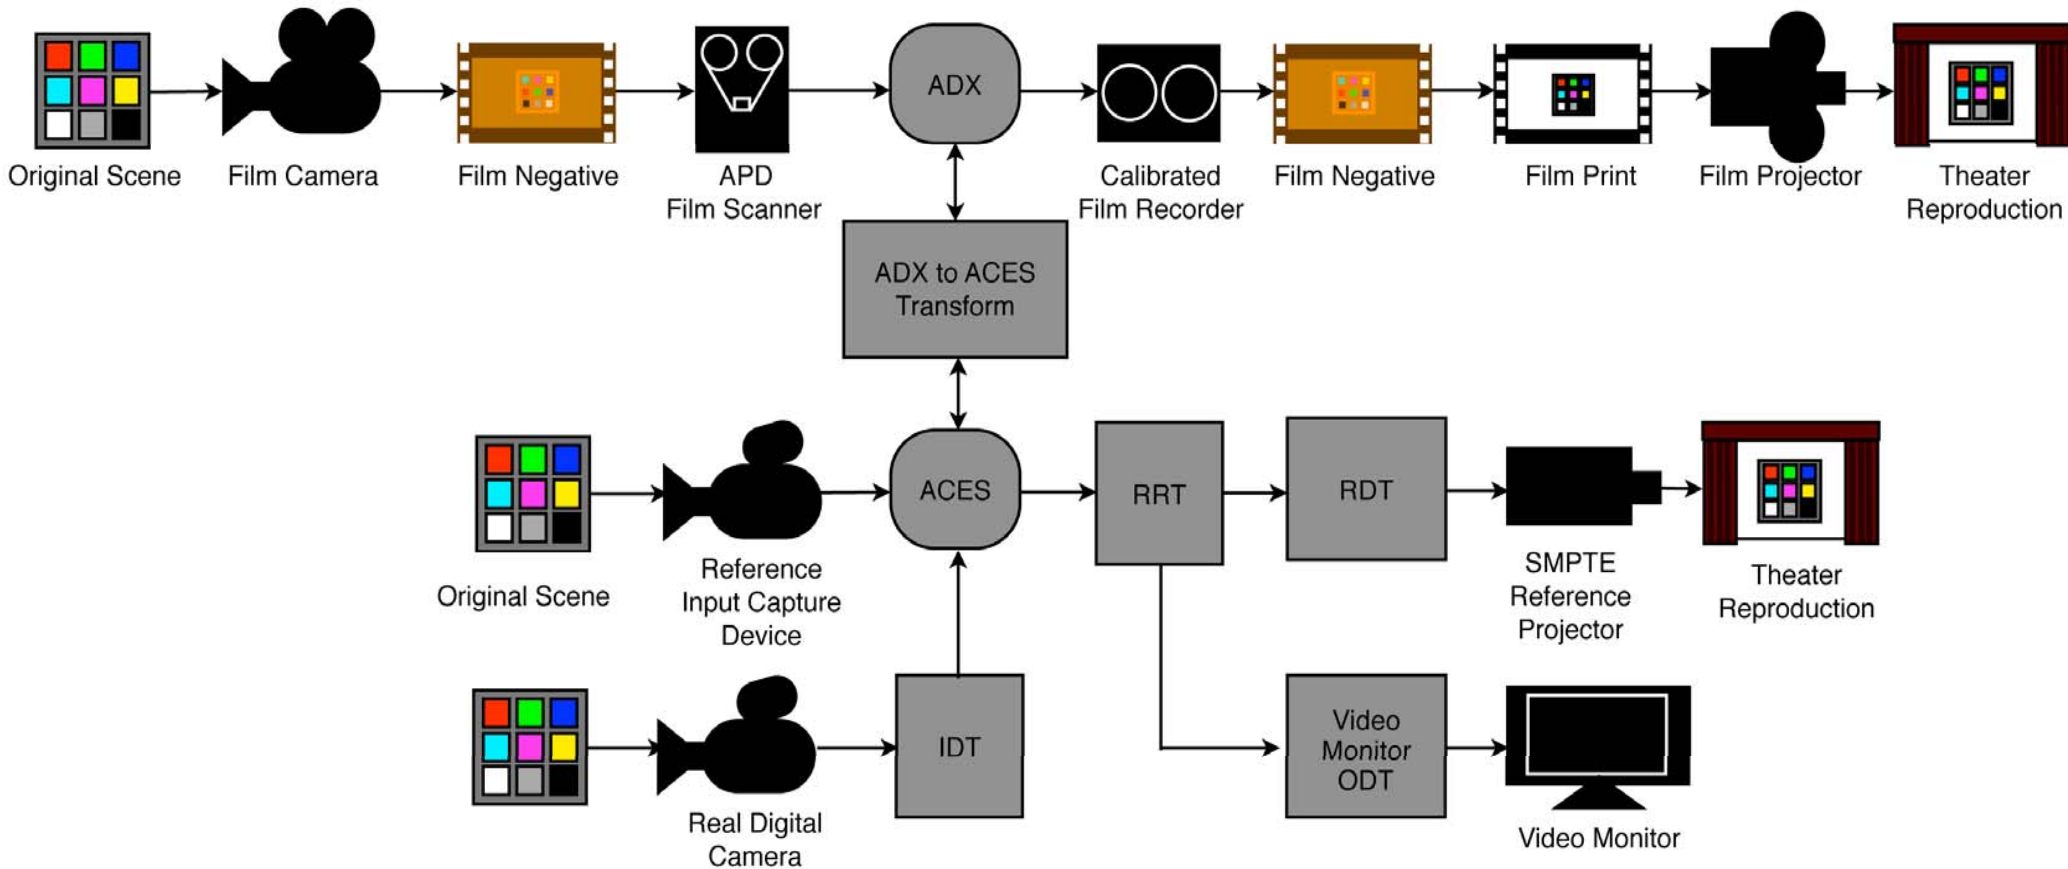 ADX
Original Scene
Film Camera
Film Negative
APD
Film Scanner
Calibrated
Film Recorder
Film Negative
Film Print
Film Projector
Theater
Reproduction
ADX to ACES
Transform
ACES
RRT
RDT
Original Scene
Reference
Input Capture
Device
SMPTE
Reference
Projector
Theater
Reproduction
IDT
Video
Monitor
ODT
Real Digital
Camera
Video Monitor